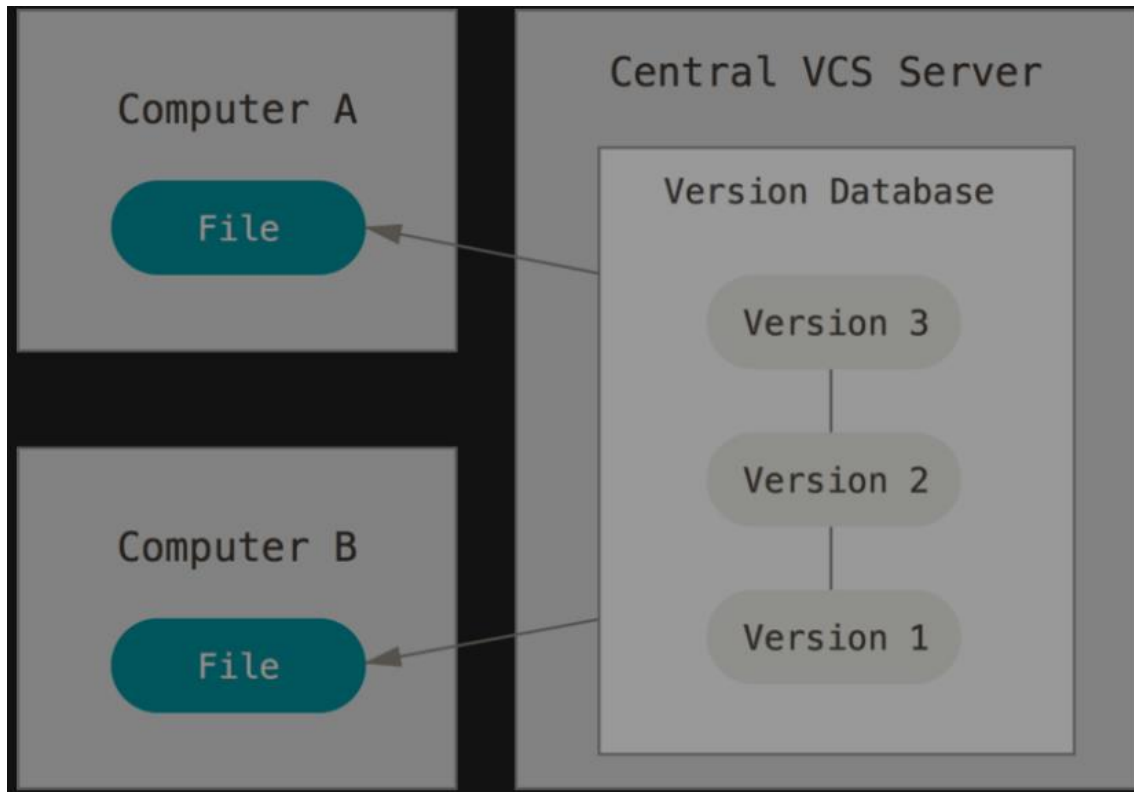 Computer A
File
Computer B
File
Central VCS Server
Version Database
Version 3
Version 2
Version 1